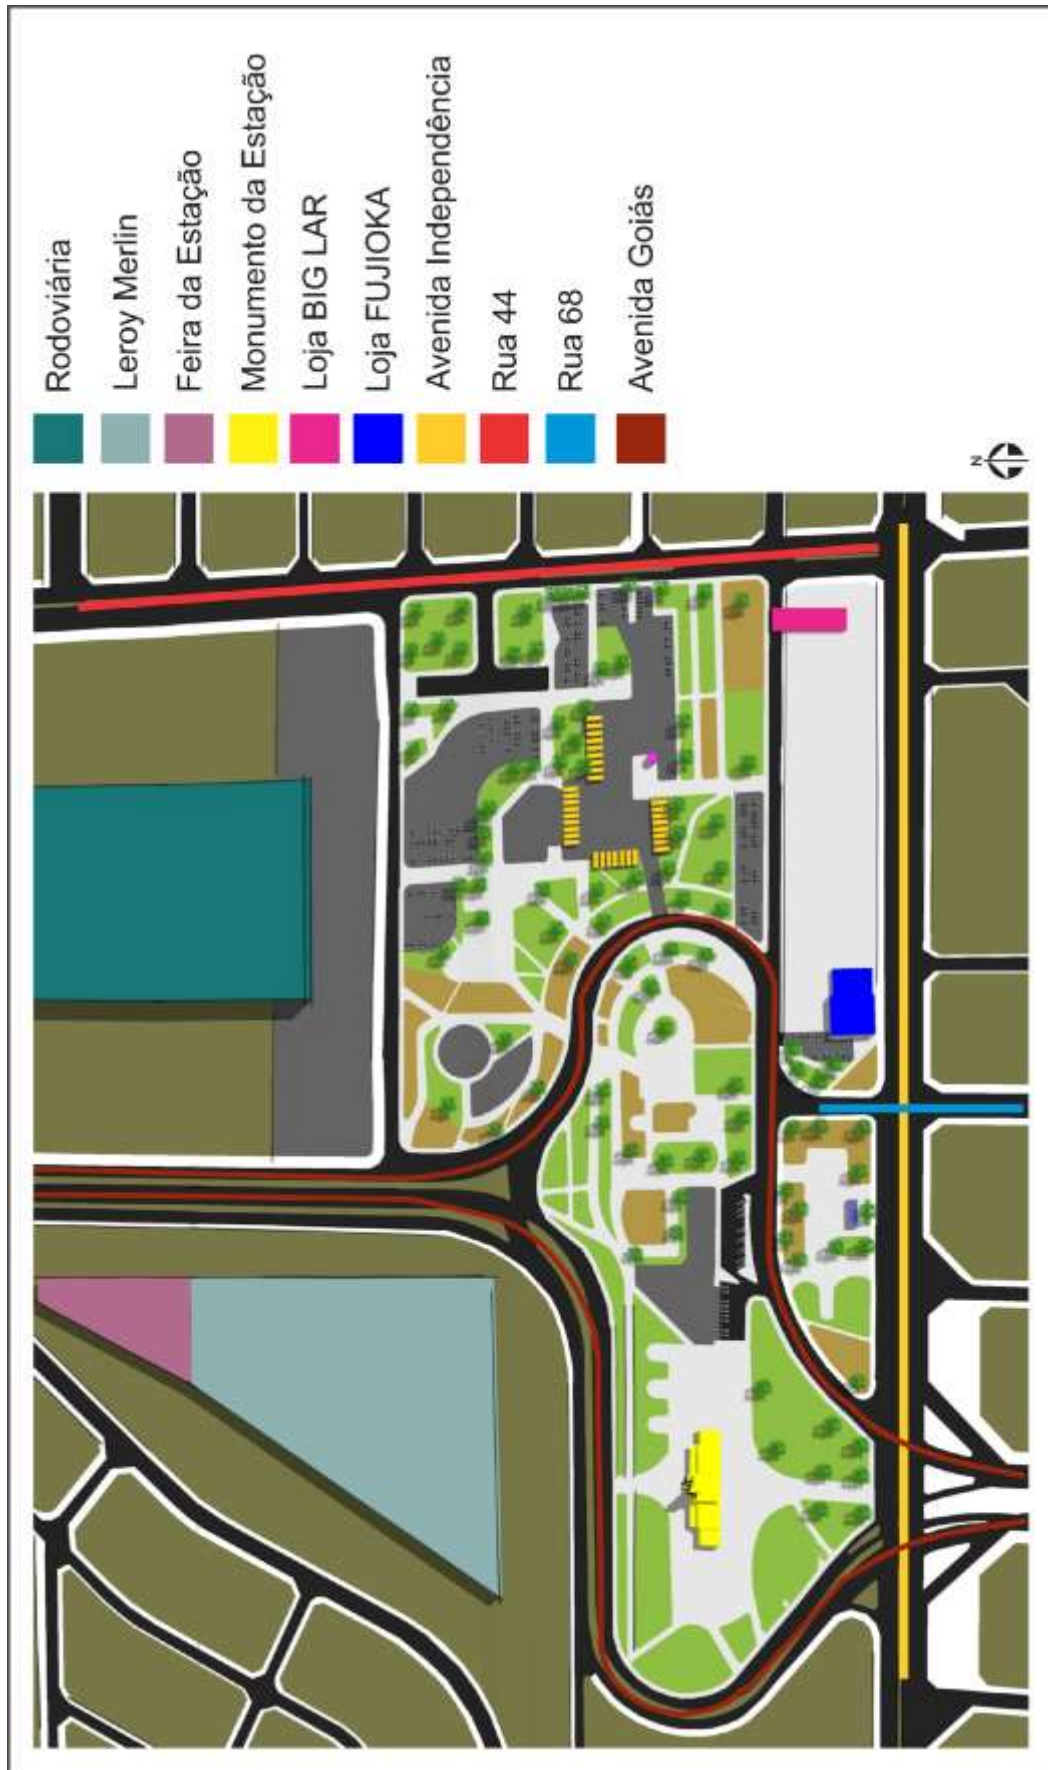 Rodoviária
Leroy Merlin
Feira da Estação
Monumento da Estação
Loja BIG LAR
Loja FUJIOKA
Avenida Independência
Rua 44
Rua 68
Avenida Goiás
N